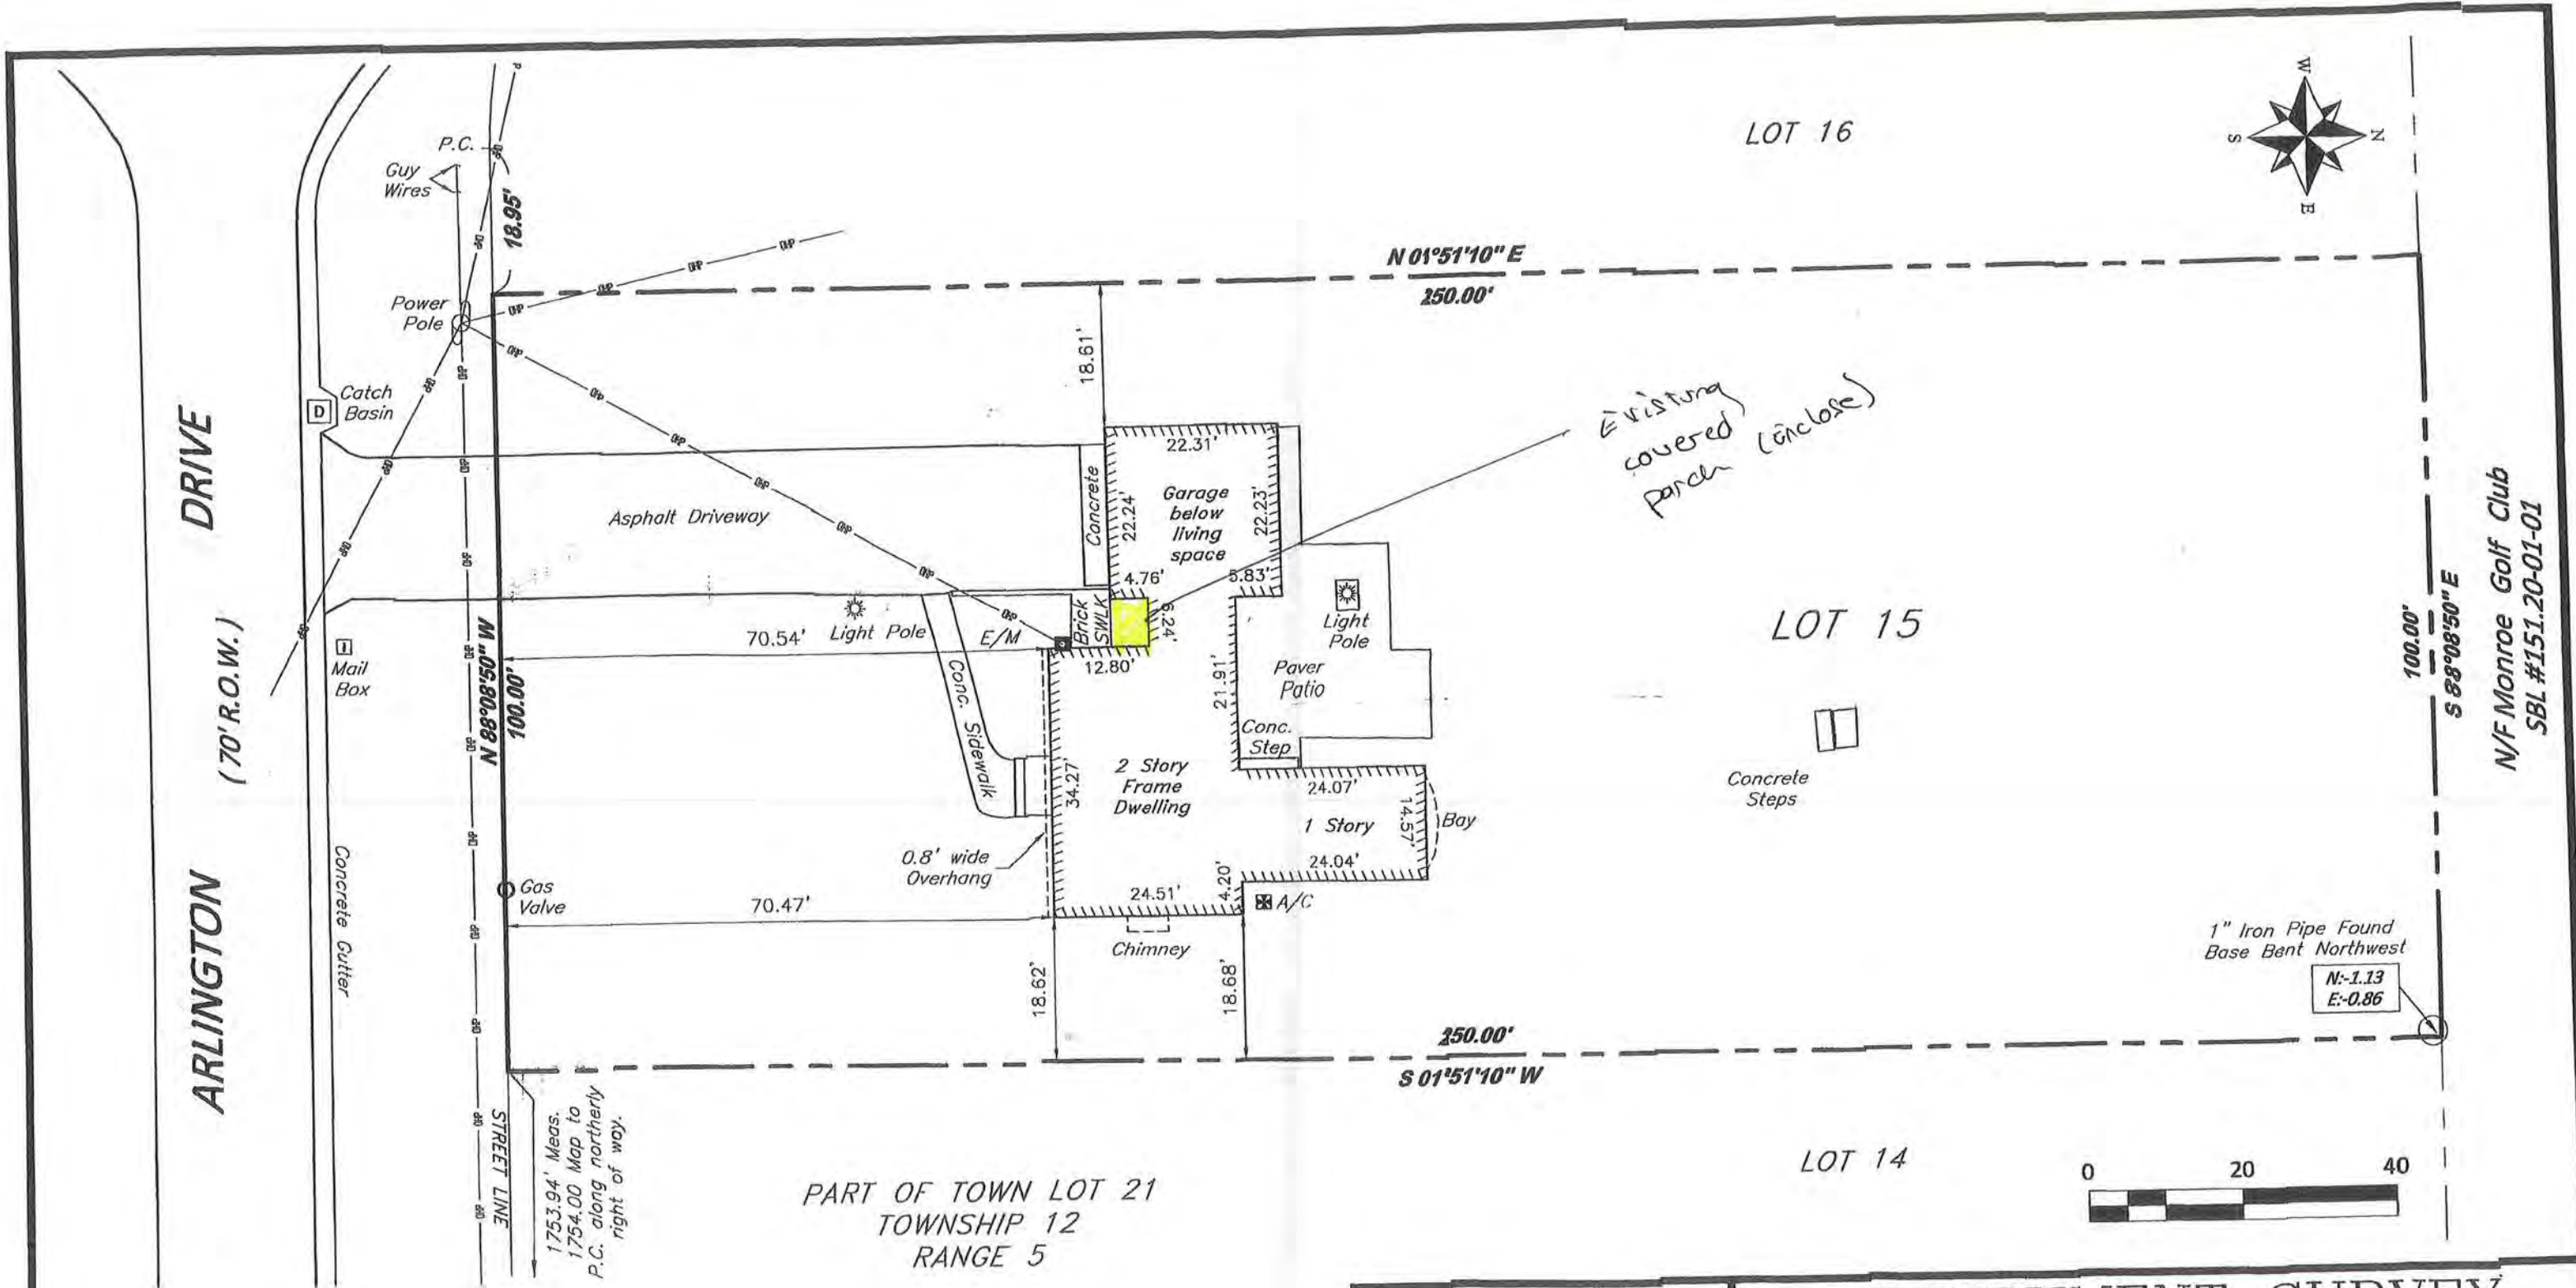 LOT 16
W
S
N
E
P.C.
Guy
Wires
18.95'
N 01°51'10" E
250.00'
Power
Pole
18.61'
Catch
Basin
D
Existing
covered
porch (enclose)
ARLINGTON DRIVE
(70' R.O.W.)
22.31'
Concrete
22.24'
Garage
below
living
space
22.23'
Asphalt Driveway
4.76'
5.83'
6.24'
Brick
SWLK
Light Pole
E/M
70.54'
12.80'
Light
Pole
LOT 15
Mail
Box
N 88°08'50" W
100.00'
Conc. Sidewalk
21.91'
Paver
Patio
Conc.
Step
100.00'
S 88°08'50" E
N/F Monroe Golf Club
SBL #151.20-01-01
34.27'
2 Story
Frame
Dwelling
24.07'
14.57'
1 Story
Bay
24.04'
Concrete
Steps
0.8' wide
Overhang
Concrete Gutter
Gas
Valve
70.47'
24.51'
4.20'
A/C
Chimney
18.62'
18.68'
1" Iron Pipe Found
Base Bent Northwest
N:-1.13
E:-0.86
250.00'
S 01°51'10" W
STREET LINE
1753.94' Meas.
1754.00 Map to
P.C. along northerly
right of way.
PART OF TOWN LOT 21
TOWNSHIP 12
RANGE 5
LOT 14
0 20 40
SURVEY
OHP